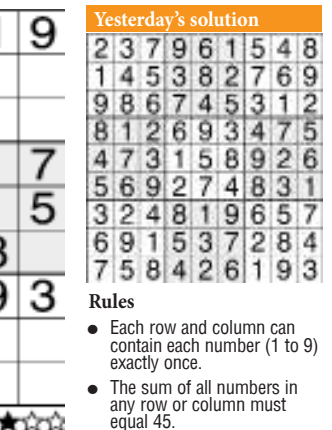 9
7
5
3
Yesterday's solution
2 3 7 9 6 1 5 4 8
1 4 5 3 8 2 7 6 9
9 8 6 7 4 5 3 1 2
8 1 2 6 9 3 4 7 5
4 7 3 1 5 8 9 2 6
5 6 9 2 7 4 8 3 1
3 2 4 8 1 9 6 5 7
6 9 1 5 3 7 2 8 4
7 5 8 4 2 6 1 9 3
Rules
● Each row and column can
contain each number (1 to 9)
exactly once.
● The sum of all numbers in
any row or column must
equal 45.